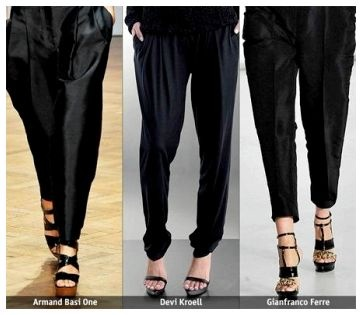 Armand Basi One
Devi Kroell
Gianfranco Ferre